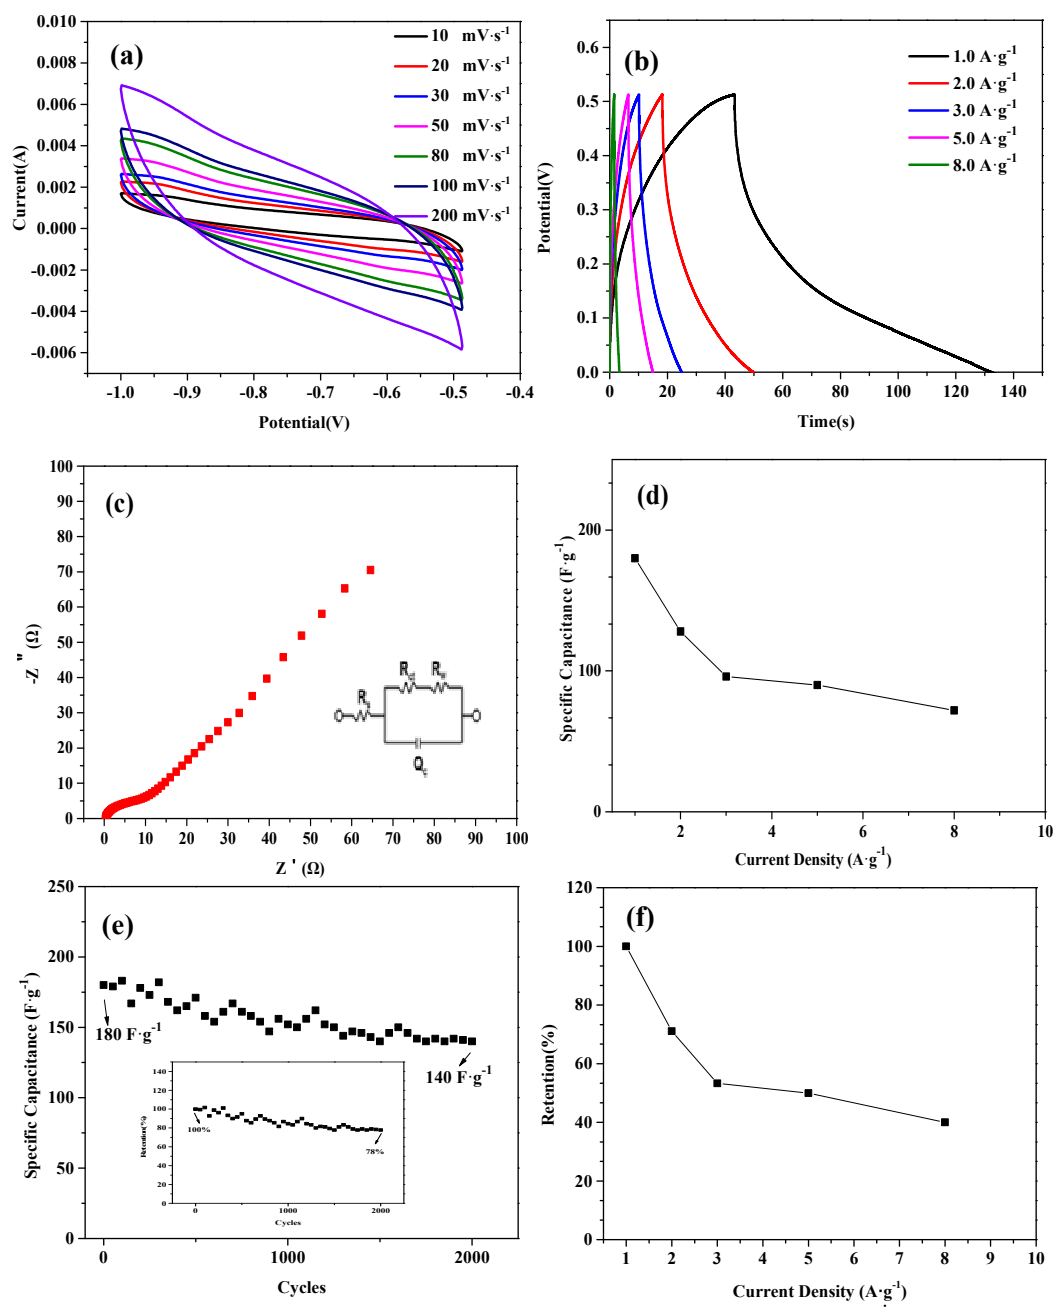 (a)
10 mV·s-1
20 mV·s-1
30 mV·s-1
50 mV·s-1
80 mV·s-1
100 mV·s-1
200 mV·s-1
0.010
0.008
0.006
0.004
0.002
0.000
-0.002
-0.004
-0.006
Current(A)
-1.0 -0.9 -0.8 -0.7 -0.6 -0.5 -0.4
Potential(V)
(b)
1.0 A·g-1
2.0 A·g-1
3.0 A·g-1
5.0 A·g-1
8.0 A·g-1
0.6
0.5
0.4
0.3
0.2
0.1
0.0
Potential(V)
0 20 40 60 80 100 120 140
Time(s)
(c)
100
90
80
70
60
50
40
30
20
10
0
-Z " (Ω)
R
R
R
Q
0 10 20 30 40 50 60 70 80 90 100
Z ' (Ω)
(d)
200
100
0
Specific Capacitance (F·g-1)
2 4 6 8 10
Current Density (A·g-1)
(e)
250
200
150
100
50
0
Specific Capacitance (F·g-1)
180 F·g-1
140 F·g-1
140
120
100
80
60
40
20
0
Retention(%)
100%
78%
0 1000 2000
Cycles
0 1000 2000
Cycles
(f)
120
100
80
60
40
20
0
Retention(%)
1 2 3 4 5 6 7 8 9 10
Current Density (A·g-1)